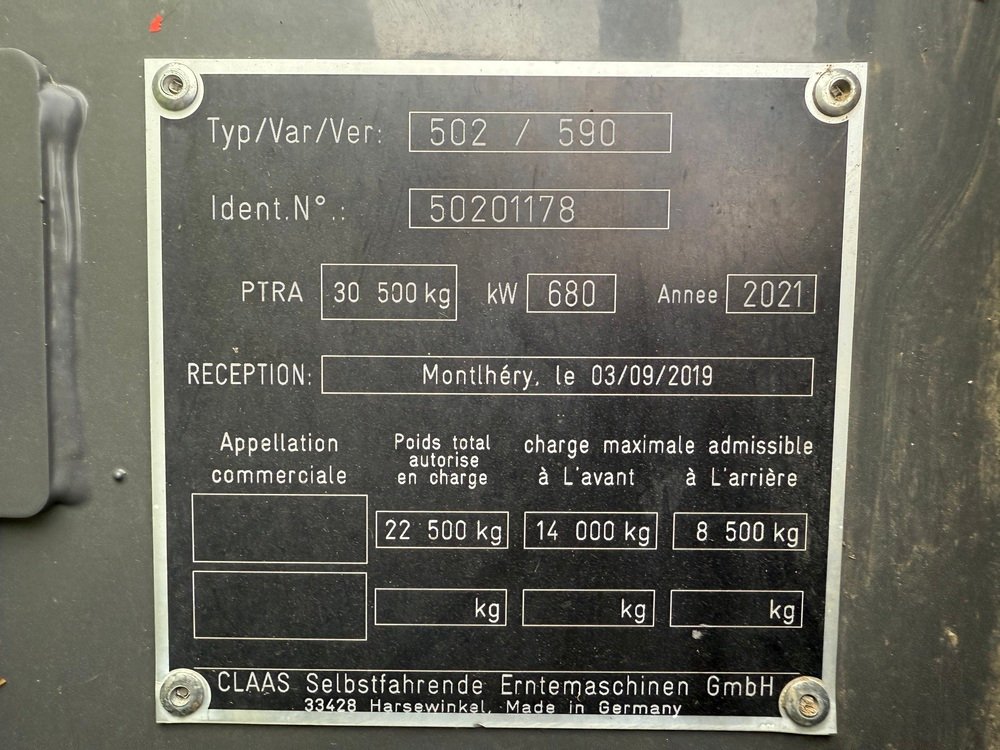 Typ/Var/Ver: 502 / 590
Ident.N°.: 50201178
PTRA 30 500 kg kW 680 Annee 2021
RECEPTION: Montlhéry, le 03/09/2019
Appellation commerciale
Poids total autorise en charge
charge maximale admissible
à L'avant à L'arrière
22 500 kg 14 000 kg 8 500 kg
kg kg kg
CLAAS Selbstfahrende Erntemaschinen GmbH
33428 Harsewinkel, Made in Germany